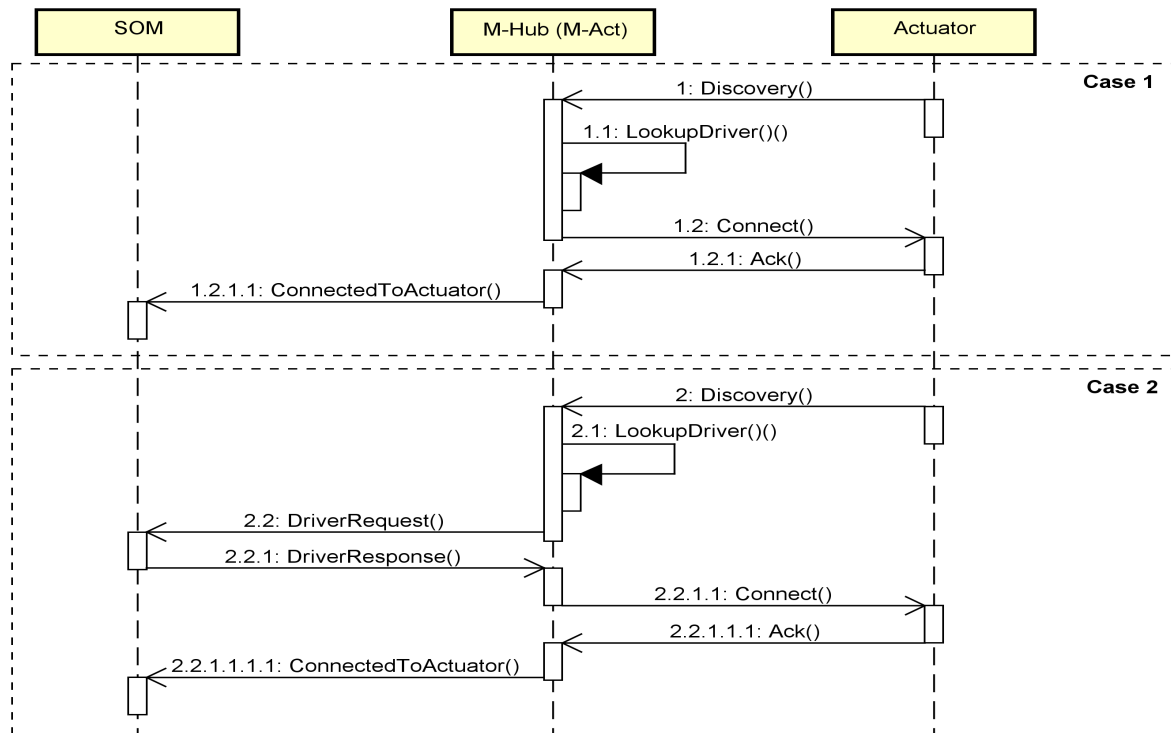 SOM
M-Hub (M-Act)
Actuator
Case 1
1: Discovery()
1.1: LookupDriver()()
1.2: Connect()
1.2.1: Ack()
1.2.1.1: ConnectedToActuator()
Case 2
2: Discovery()
2.1: LookupDriver()()
2.2: DriverRequest()
2.2.1: DriverResponse()
2.2.1.1: Connect()
2.2.1.1.1: Ack()
2.2.1.1.1.1: ConnectedToActuator()